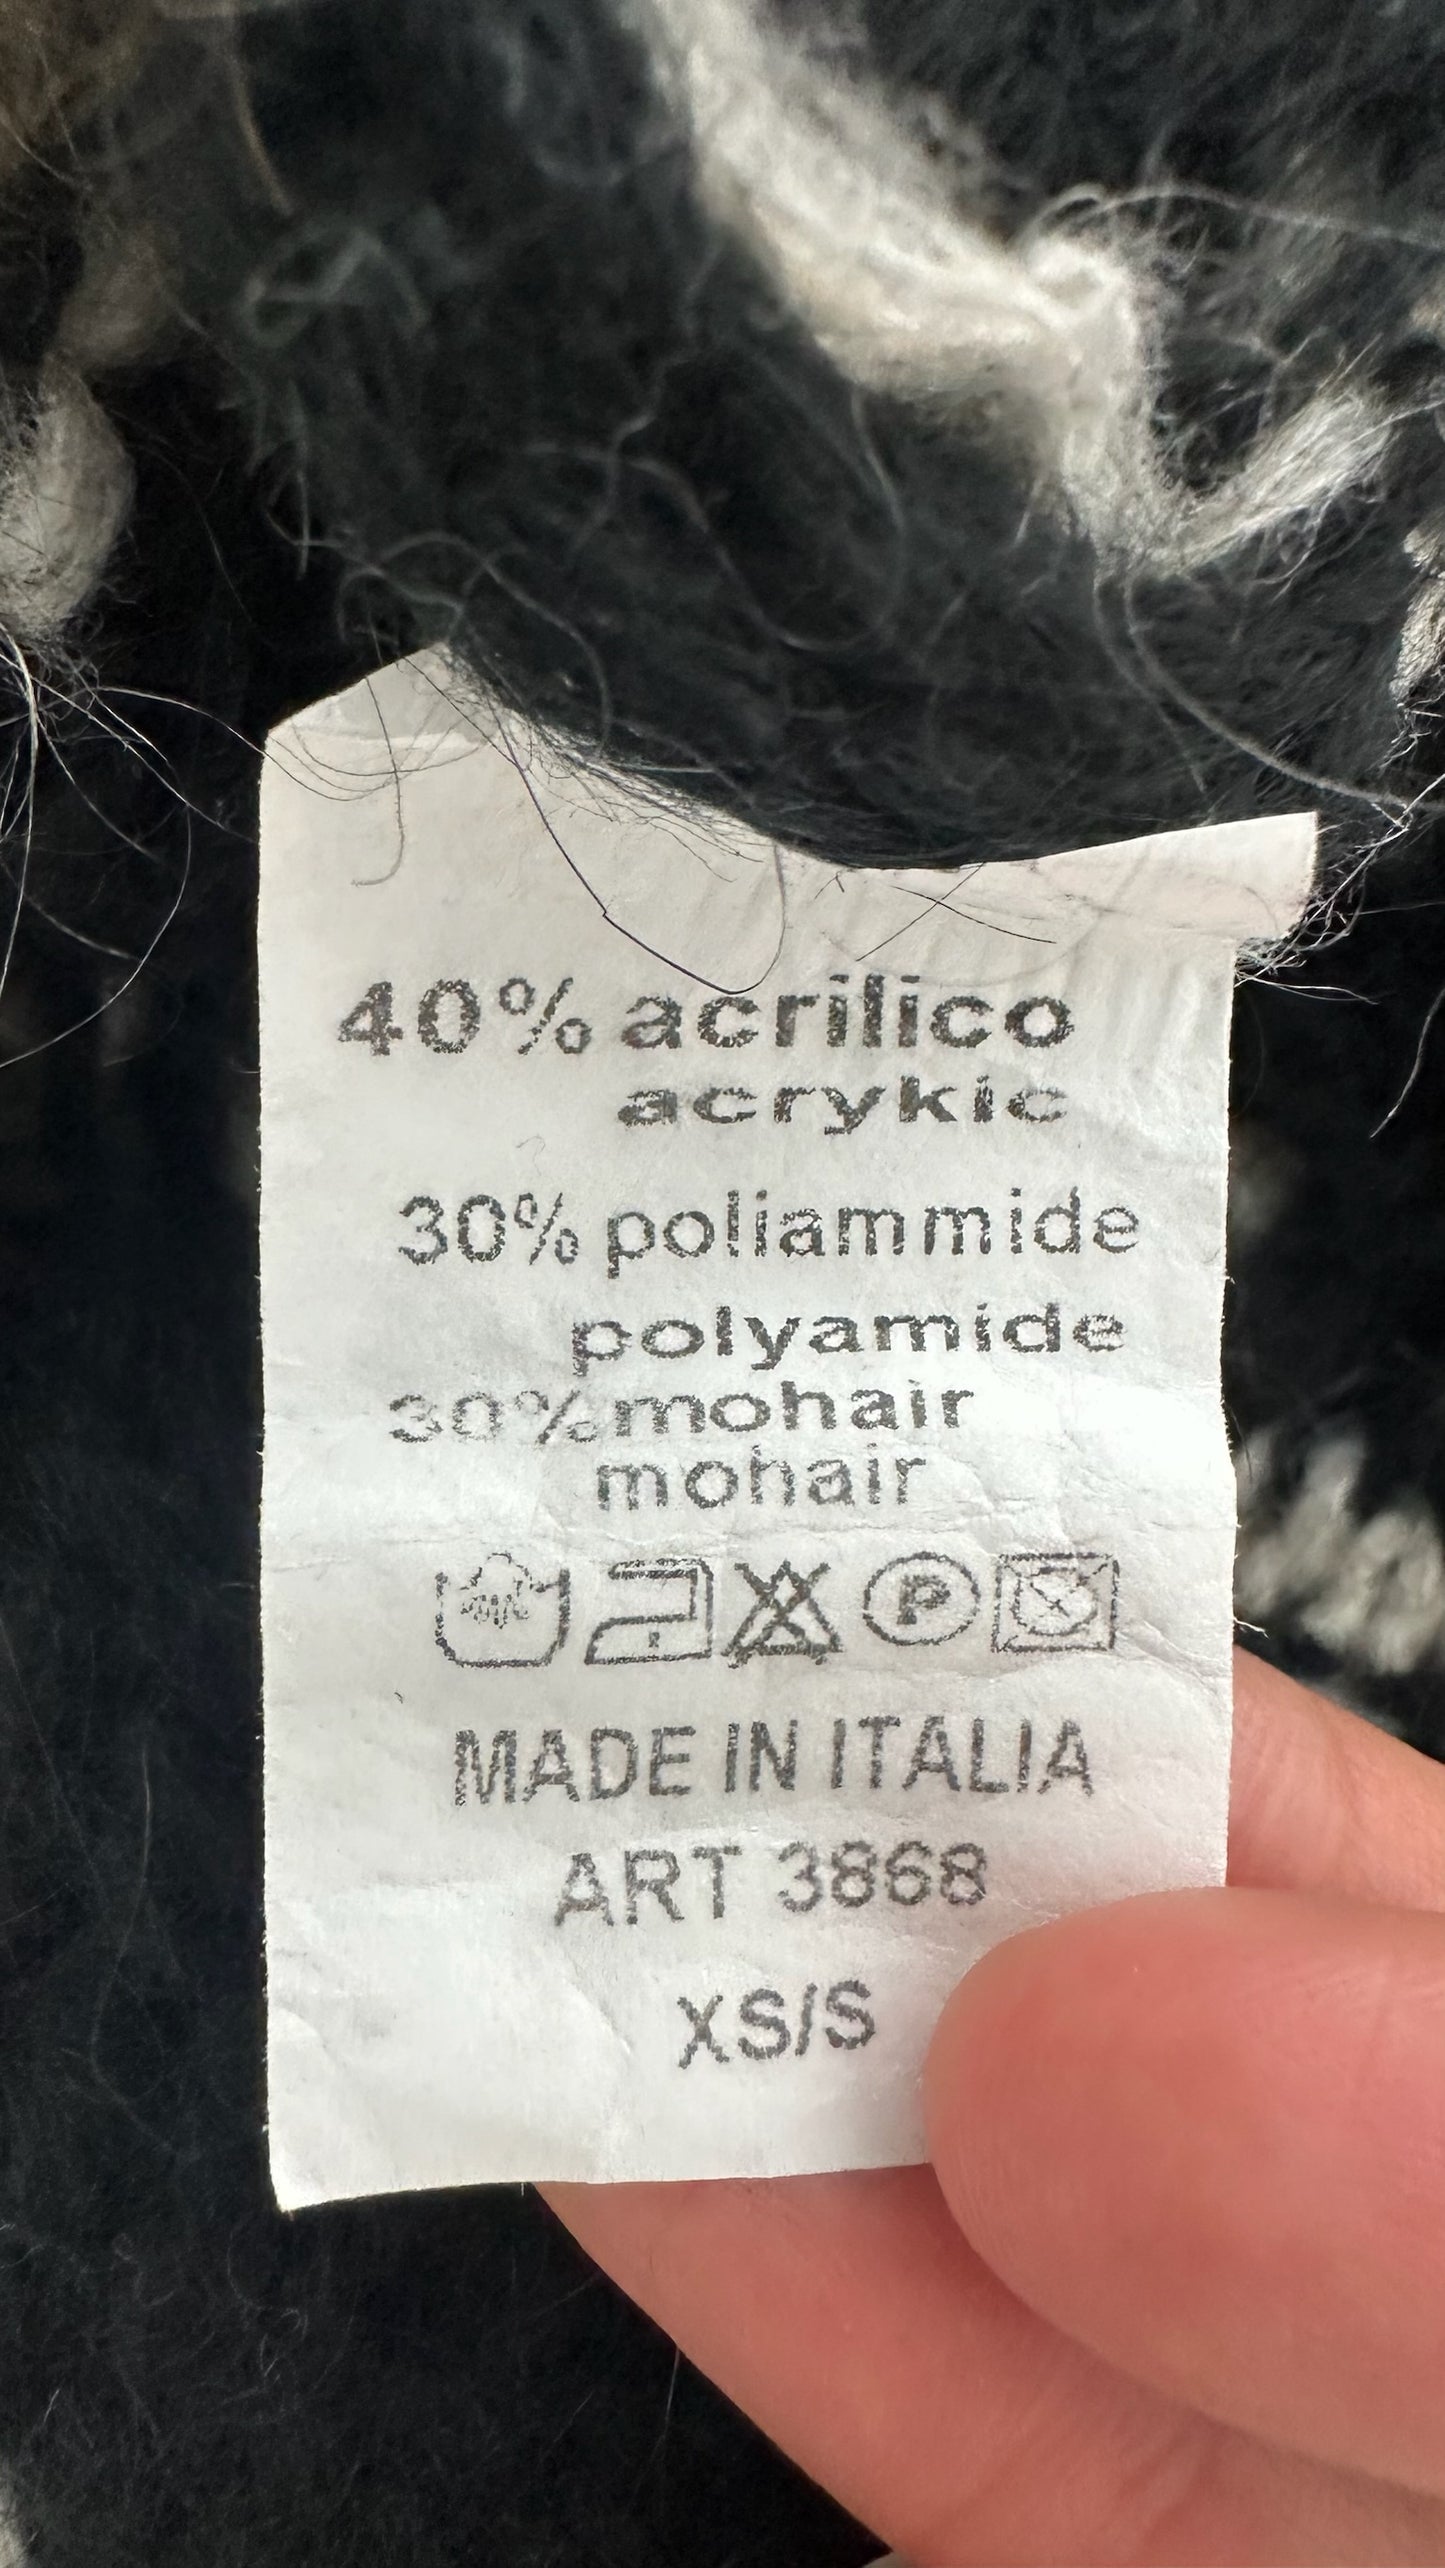 40% acrilico
acrykic
30% poliammide
polyamide
30% mohair
mohair
P
MADE IN ITALIA
ART 3868
XS/S